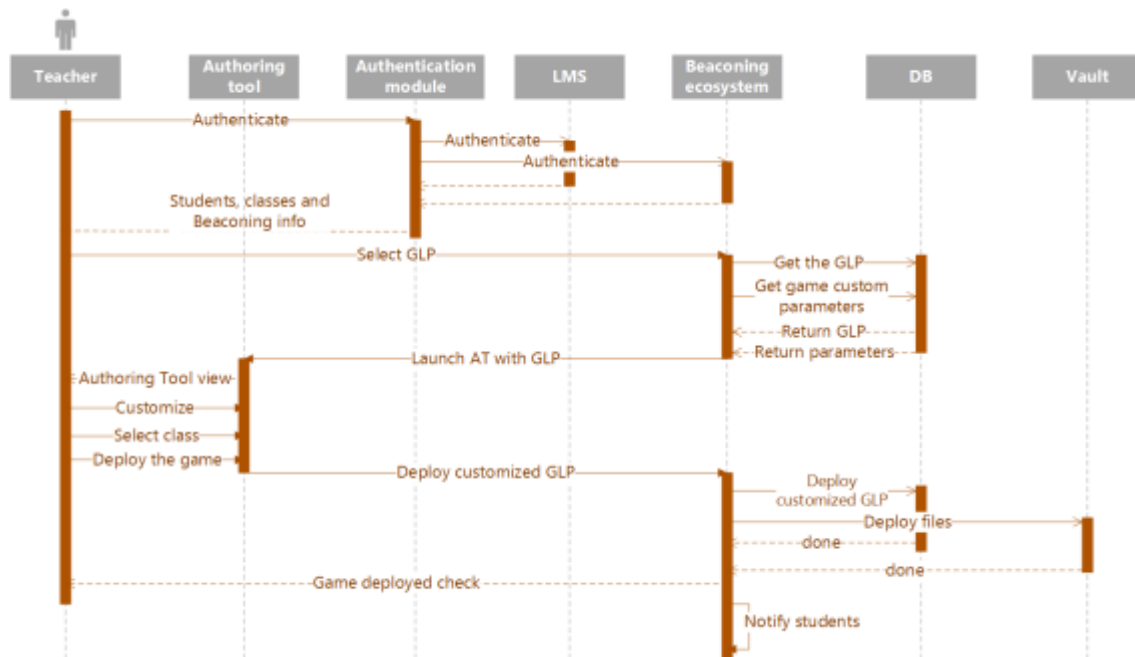 Teacher
Authoring
tool
Authentication
module
LMS
Beaconing
ecosystem
DB
Vault
Authenticate
Authenticate
Authenticate
Students, classes and
Beaconing info
Select GLP
Get the GLP
Get game custom
parameters
Return GLP
Return parameters
Launch AT with GLP
Authoring Tool view
Customize
Select class
Deploy the game
Deploy customized GLP
Deploy
customized GLP
Deploy files
done
done
Game deployed check
Notify students